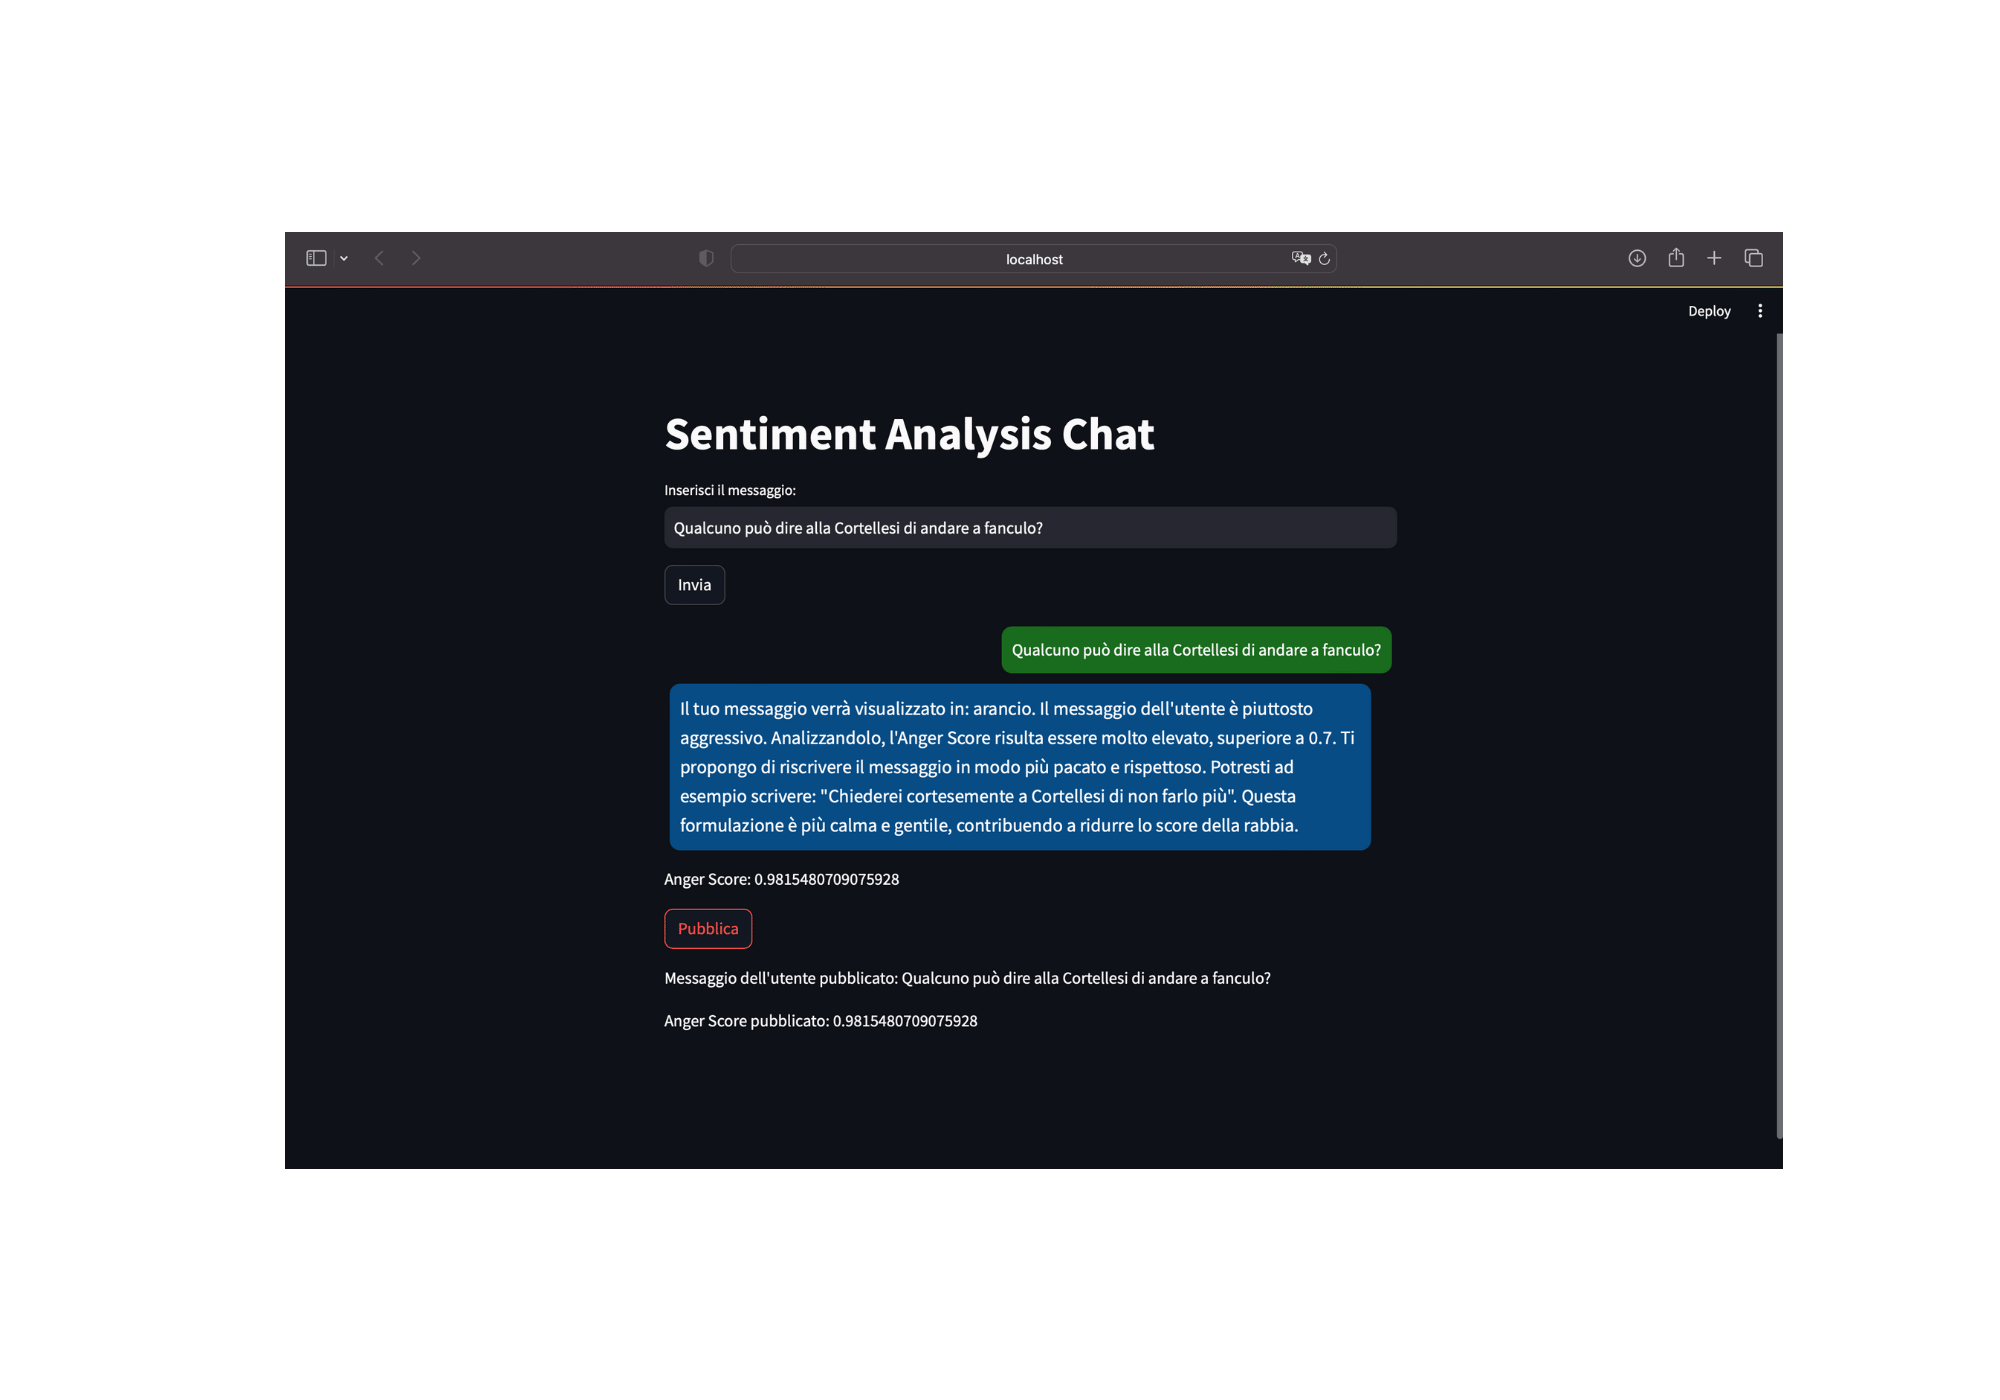 localhost
Deploy
Sentiment Analysis Chat
Inserisci il messaggio:
Qualcuno può dire alla Cortellesi di andare a fanculo?
Invia
Qualcuno può dire alla Cortellesi di andare a fanculo?
Il tuo messaggio verrà visualizzato in: arancio. Il messaggio dell'utente è piuttosto
aggressivo. Analizzandolo, l'Anger Score risulta essere molto elevato, superiore a 0.7. Ti
propongo di riscrivere il messaggio in modo più pacato e rispettoso. Potresti ad
esempio scrivere: "Chiederei cortesemente a Cortellesi di non farlo più". Questa
formulazione è più calma e gentile, contribuendo a ridurre lo score della rabbia.
Anger Score: 0.9815480709075928
Pubblica
Messaggio dell'utente pubblicato: Qualcuno può dire alla Cortellesi di andare a fanculo?
Anger Score pubblicato: 0.9815480709075928